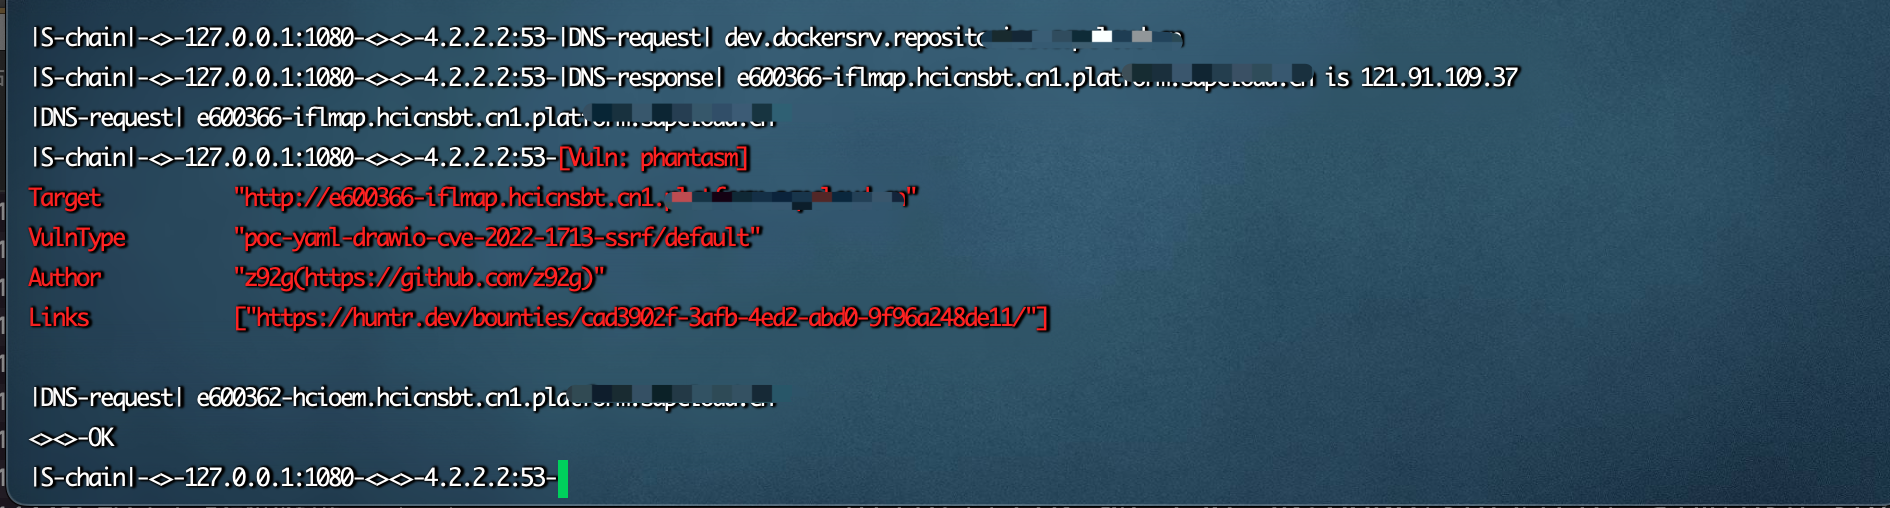 |S-chain|-<>-127.0.0.1:1080-<><>-4.2.2.2:53-|DNS-request| dev.dockersrv.reposito
|S-chain|-<>-127.0.0.1:1080-<><>-4.2.2.2:53-|DNS-response| e600366-iflmap.hcicnsbt.cn1.plat is 121.91.109.37
|DNS-request| e600366-iflmap.hcicnsbt.cn1.plat
|S-chain|-<>-127.0.0.1:1080-<><>-4.2.2.2:53-[Vuln: phantasm]
Target "http://e600366-iflmap.hcicnsbt.cn1."
VulnType "poc-yaml-drawio-cve-2022-1713-ssrf/default"
Author "z92g(https://github.com/z92g)"
Links ["https://huntr.dev/bounties/cad3902f-3afb-4ed2-abd0-9f96a248de11/"]
|DNS-request| e600362-hcioem.hcicnsbt.cn1.pla
<><>-OK
|S-chain|-<>-127.0.0.1:1080-<><>-4.2.2.2:53-